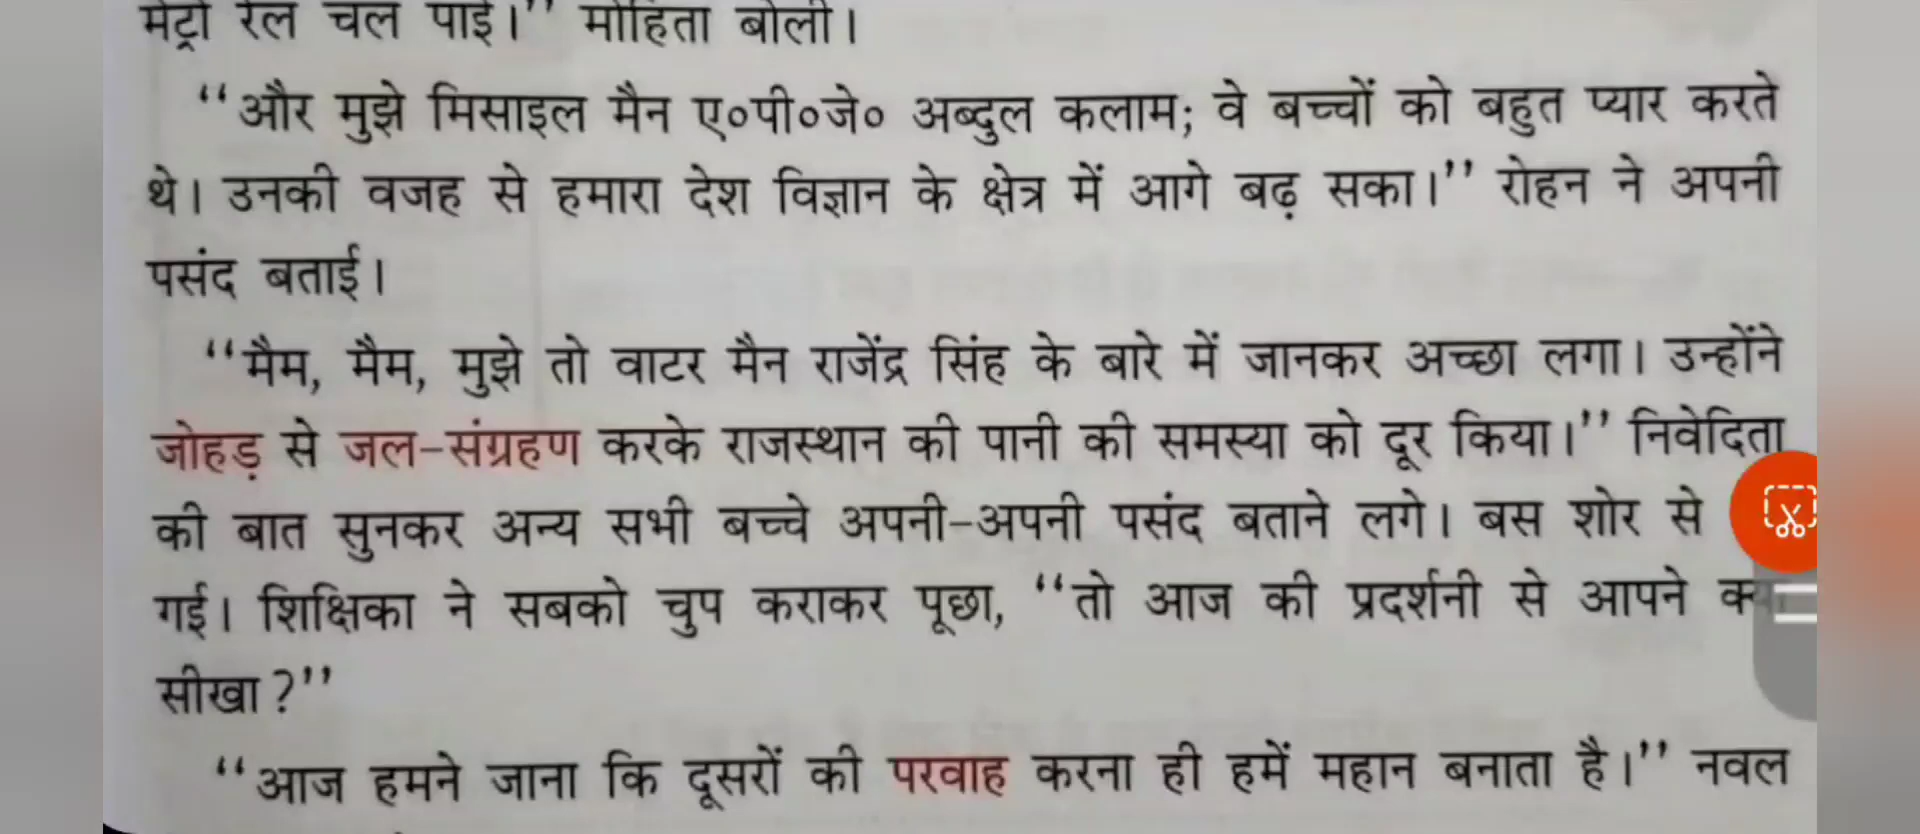 मेट्रो रेल चल पाई।’’ मोहिता बोली।
‘‘और मुझे मिसाइल मैन ए०पी०जे० अब्दुल कलाम; वे बच्चों को बहुत प्यार करते
थे। उनकी वजह से हमारा देश विज्ञान के क्षेत्र में आगे बढ़ सका।’’ रोहन ने अपनी
पसंद बताई।
‘‘मैम, मैम, मुझे तो वाटर मैन राजेंद्र सिंह के बारे में जानकर अच्छा लगा। उन्होंने
जोहड़ से जल-संग्रहण करके राजस्थान की पानी की समस्या को दूर किया।’’ निवेदिता
की बात सुनकर अन्य सभी बच्चे अपनी-अपनी पसंद बताने लगे। बस शोर से
गई। शिक्षिका ने सबको चुप कराकर पूछा, ‘‘तो आज की प्रदर्शनी से आपने
सीखा?’’
‘‘आज हमने जाना कि दूसरों की परवाह करना ही हमें महान बनाता है।’’ नवल